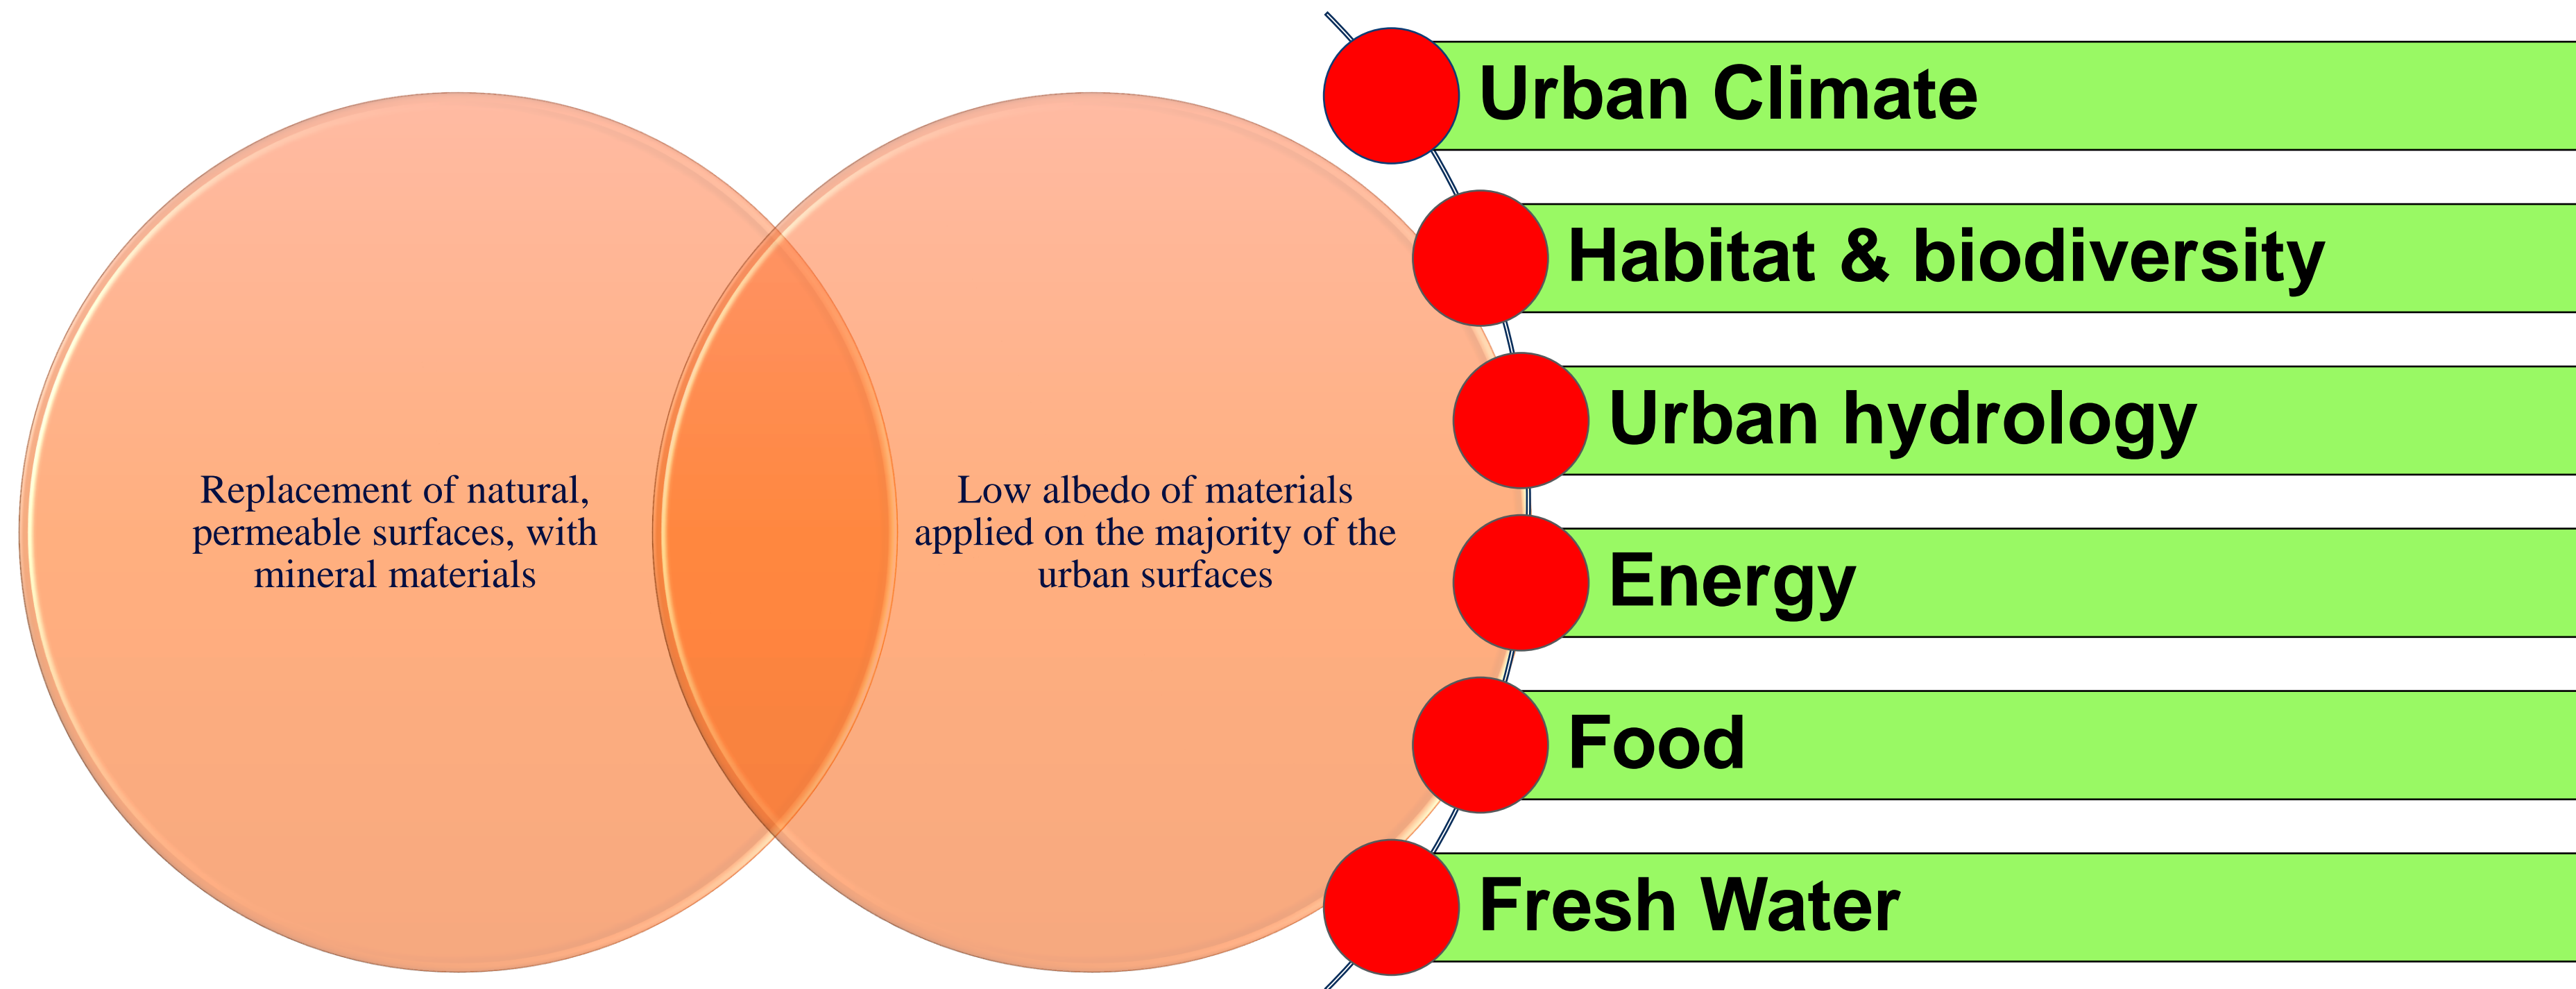 Replacement of natural,
permeable surfaces, with
mineral materials
Low albedo of materials
applied on the majority of the
urban surfaces
Urban Climate
Habitat & biodiversity
Urban hydrology
Energy
Food
Fresh Water